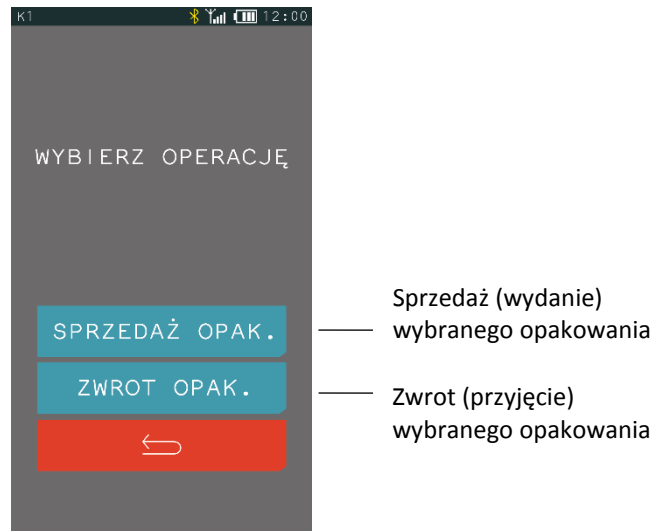 K1 12:00
WYBIERZ OPERACJĘ
SPRZEDAŻ OPAK.
Sprzedaż (wydanie)
wybranego opakowania
ZWROT OPAK.
Zwrot (przyjęcie)
wybranego opakowania